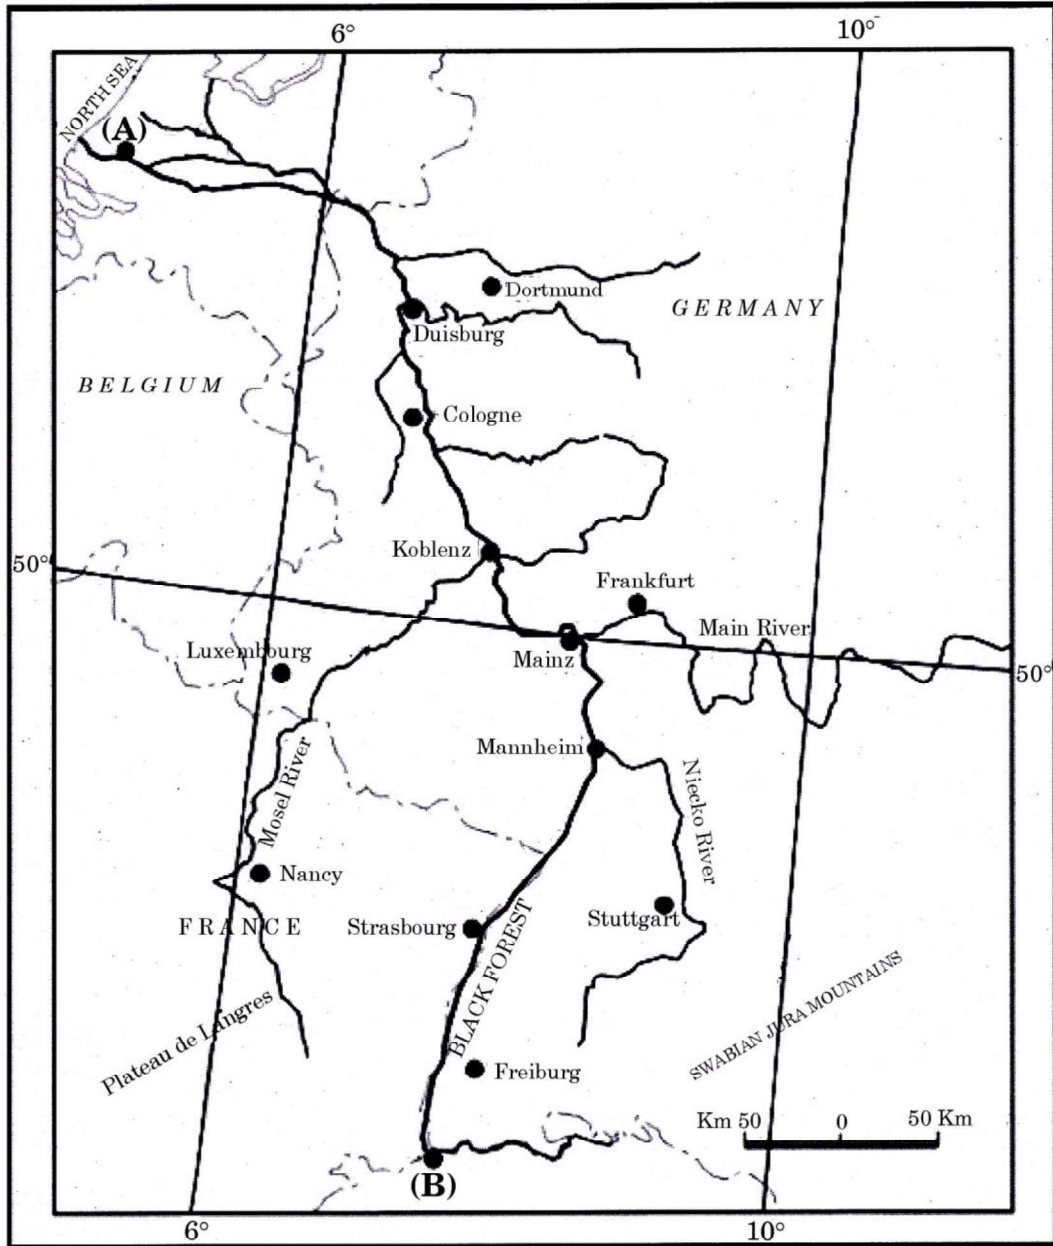 6° 10°
NORTH SEA
(A)
Dortmund
GERMANY
Duisburg
BELGIUM
Cologne
50°
Koblenz
Frankfurt
Main River
Luxembourg
Mainz
50°
Mannheim
Mosel River
Niecko River
Nancy
Stuttgart
FRANCE
Strasbourg
BLACK FOREST
SWABIAN JURA MOUNTAINS
Plateau de Langres
Freiburg
Km 50 0 50 Km
(B)
6° 10°